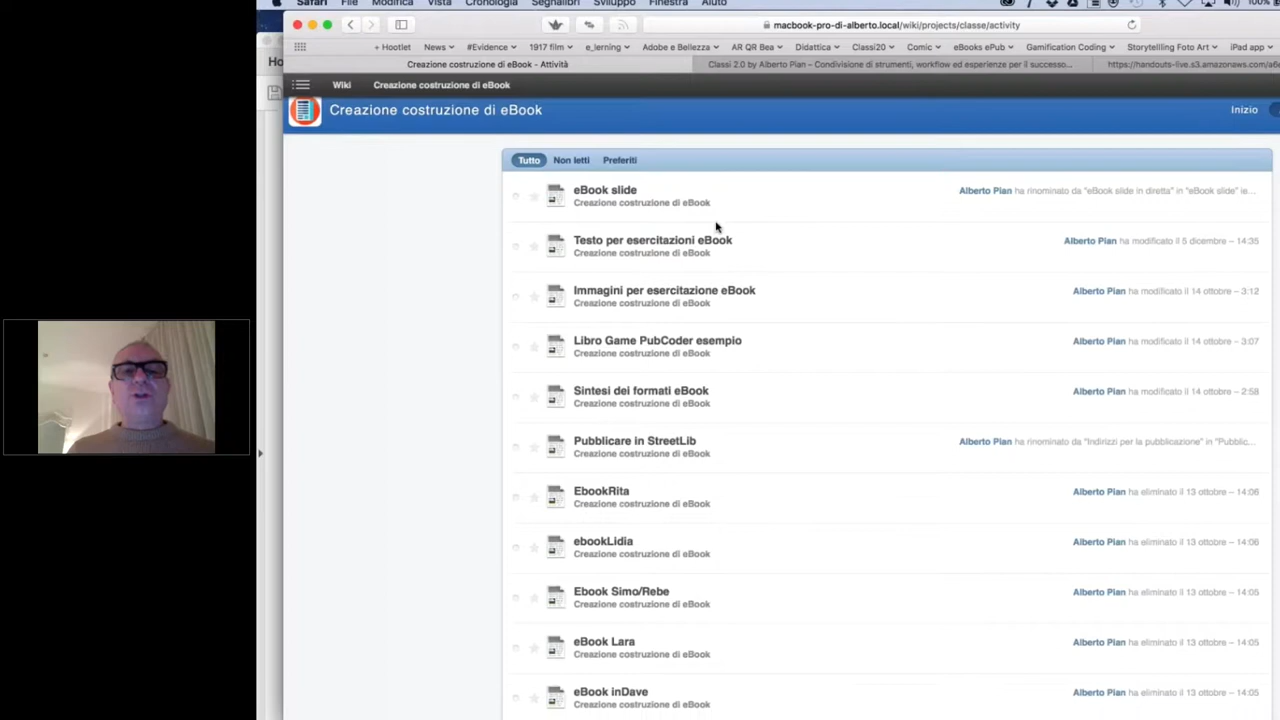 Safari File Modifica Vista Cronologia Segnalibri Sviluppo Finestra Aiuto 100%
macbook-pro-di-alberto.local/wiki/projects/classe/activity
+ Hootlet News #Evidence 1917 film e_lerning Adobe e Bellezza AR QR Bea Didattica Classi20 Comic eBooks ePub Gamification Coding Storytelling Foto Art iPad app
Ho
Creazione costruzione di eBook - Attività
Classi 2.0 by Alberto Pian – Condivisione di strumenti, workflow ed esperienze per il successo...
https://handouts-live.s3.amazonaws.com/a6
Wiki Creazione costruzione di eBook
Creazione costruzione di eBook Inizio
Tutto Non letti Preferiti
eBook slide
Alberto Pian ha rinominato da "eBook slide in diretta" in "eBook slide" ie...
Creazione costruzione di eBook
Testo per esercitazioni eBook
Alberto Pian ha modificato il 5 dicembre – 14:35
Creazione costruzione di eBook
Immagini per esercitazione eBook
Alberto Pian ha modificato il 14 ottobre – 3:12
Creazione costruzione di eBook
Libro Game PubCoder esempio
Alberto Pian ha modificato il 14 ottobre – 3:07
Creazione costruzione di eBook
Sintesi dei formati eBook
Alberto Pian ha modificato il 14 ottobre – 2:58
Creazione costruzione di eBook
Pubblicare in StreetLib
Alberto Pian ha rinominato da "Indirizzi per la pubblicazione" in "Pubblic...
Creazione costruzione di eBook
EbookRita
Alberto Pian ha eliminato il 13 ottobre – 14:06
Creazione costruzione di eBook
ebookLidia
Alberto Pian ha eliminato il 13 ottobre – 14:06
Creazione costruzione di eBook
Ebook Simo/Rebe
Alberto Pian ha eliminato il 13 ottobre – 14:05
Creazione costruzione di eBook
eBook Lara
Alberto Pian ha eliminato il 13 ottobre – 14:05
Creazione costruzione di eBook
eBook inDave
Alberto Pian ha eliminato il 13 ottobre – 14:05
Creazione costruzione di eBook